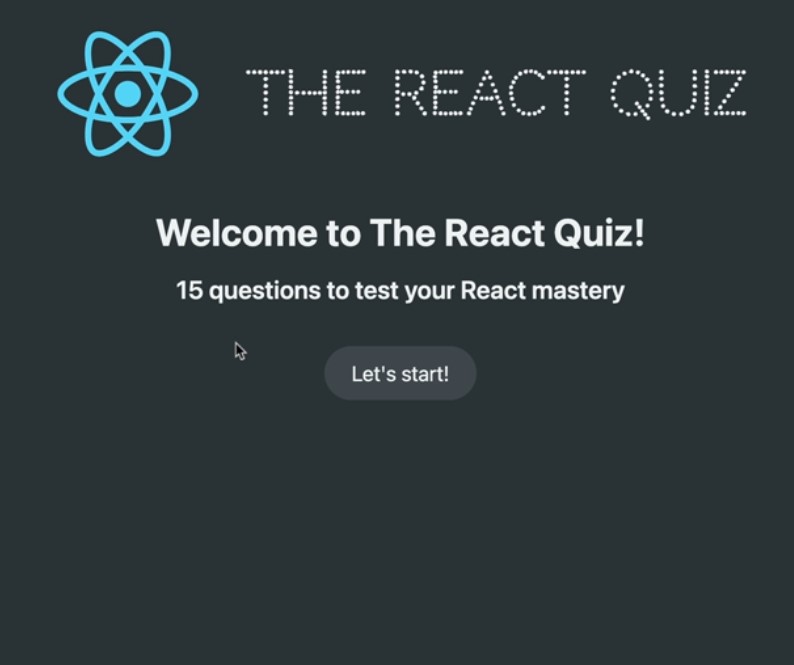 THE REACT QUIZ
Welcome to The React Quiz!
15 questions to test your React mastery
Let's start!